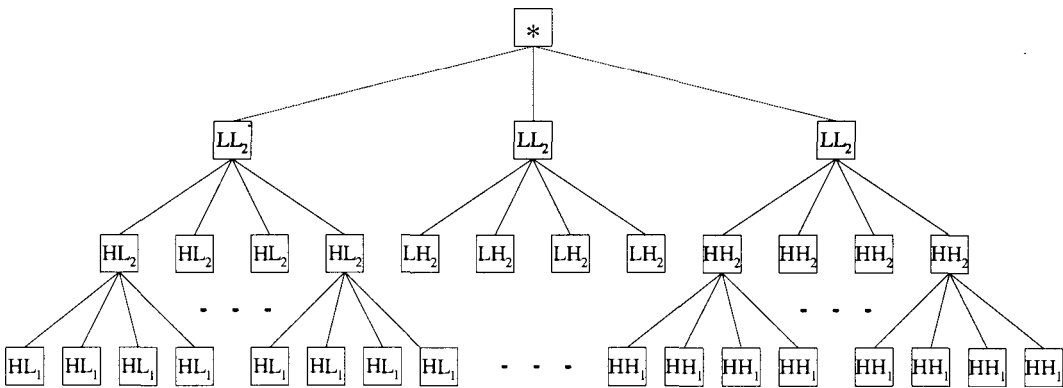 *
LL₂ LL₂ LL₂
HL₂ HL₂ HL₂ HL₂ LH₂ LH₂ LH₂ LH₂ HH₂ HH₂ HH₂ HH₂
. . . . . .
HL₁ HL₁ HL₁ HL₁ HL₁ HL₁ HL₁ HL₁ . . . HH₁ HH₁ HH₁ HH₁ HH₁ HH₁ HH₁ HH₁